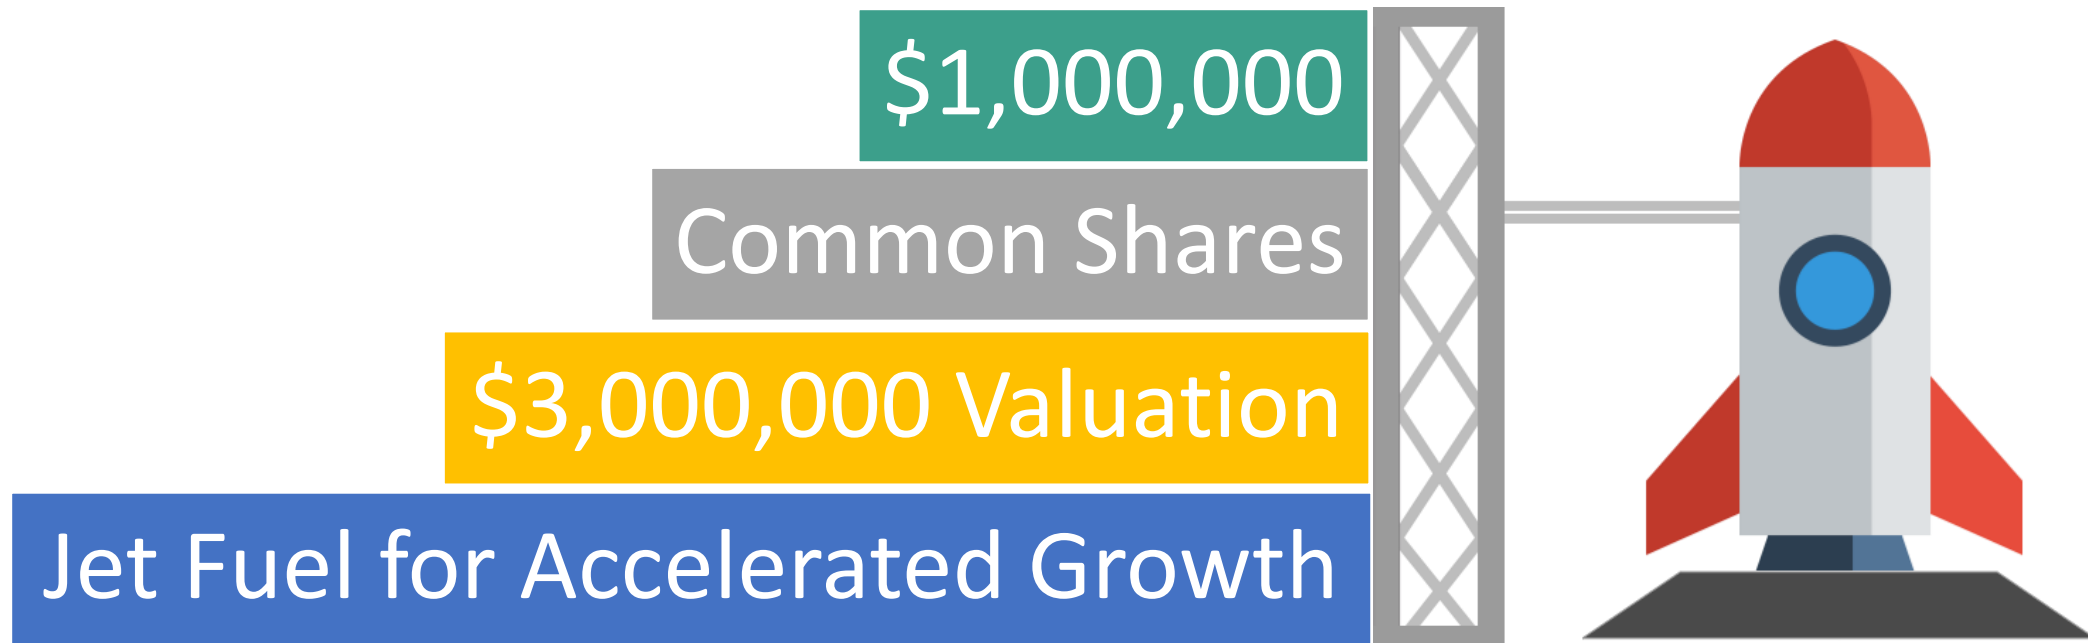 $1,000,000
Common Shares
$3,000,000 Valuation
Jet Fuel for Accelerated Growth